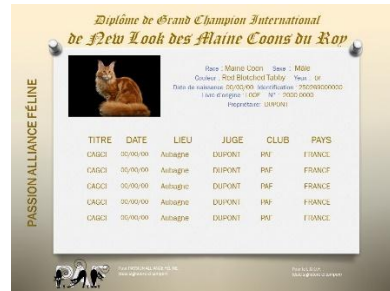 Diplôme de Grand Champion International
de New Look des Maine Coons du Roy
Race : Maine Coon Sexe : Mâle
Couleur : Red Blotched Tabby Yeux : Or
Date de naissance 00/00/00 Identification : 250269000000
Livre d'origine : LOOF N° : 2000.0000
Propriétaire: DUPONT
PASSION ALLIANCE FÉLINE
TITRE DATE LIEU JUGE CLUB PAYS
CAGCI 00/00/00 Aubagne DUPONT PAF FRANCE
CAGCI 00/00/00 Aubagne DUPONT PAF FRANCE
CAGCI 00/00/00 Aubagne DUPONT PAF FRANCE
CAGCI 00/00/00 Aubagne DUPONT PAF FRANCE
CAGCI 00/00/00 Aubagne DUPONT PAF FRANCE
PAF